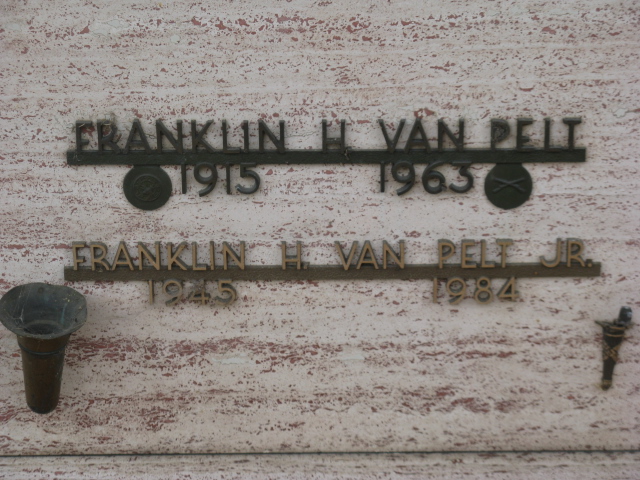 FRANKLIN H. VAN PELT
1915 1963
FRANKLIN H. VAN PELT JR.
1945 1984